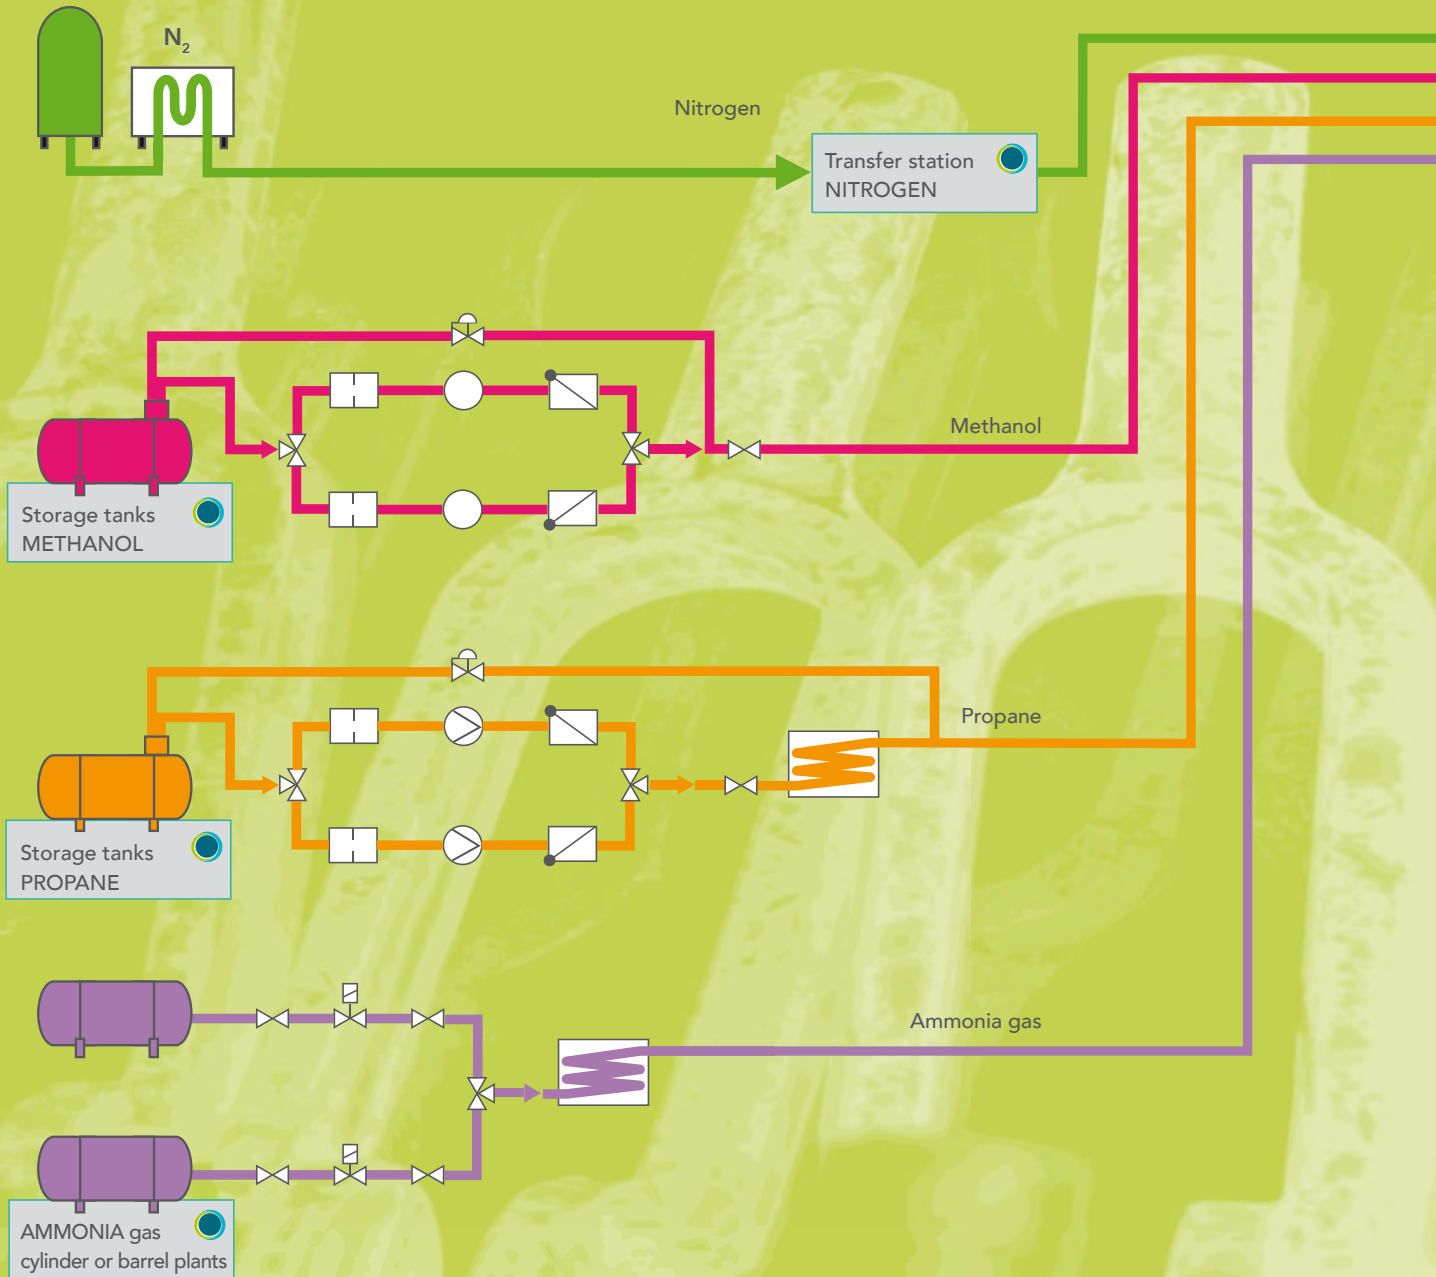 N₂
Nitrogen
Transfer station
NITROGEN
Methanol
Storage tanks
METHANOL
Propane
Storage tanks
PROPANE
Ammonia gas
AMMONIA gas
cylinder or barrel plants